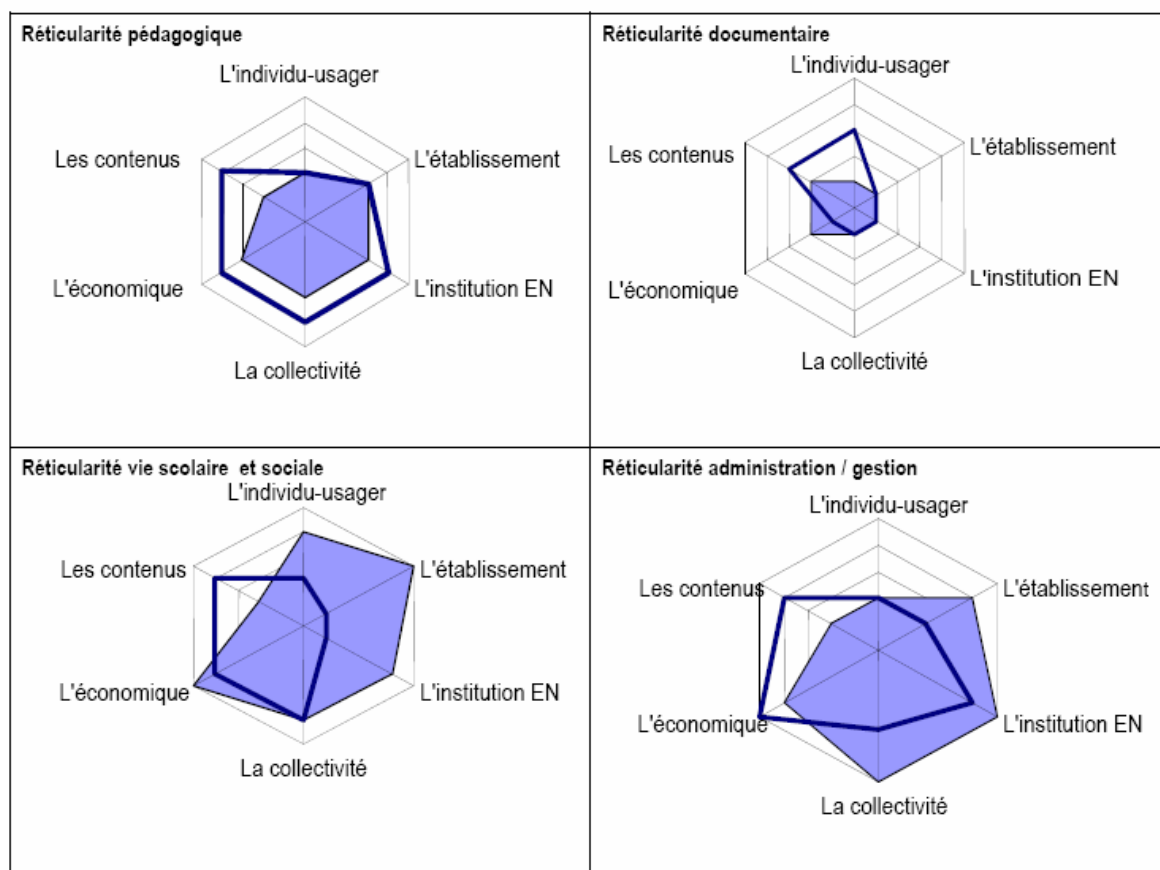 Réticularité pédagogique
L'individu-usager
Les contenus
L'établissement
L'économique
L'institution EN
La collectivité
Réticularité documentaire
L'individu-usager
Les contenus
L'établissement
L'économique
L'institution EN
La collectivité
Réticularité vie scolaire et sociale
L'individu-usager
Les contenus
L'établissement
L'économique
L'institution EN
La collectivité
Réticularité administration / gestion
L'individu-usager
Les contenus
L'établissement
L'économique
L'institution EN
La collectivité